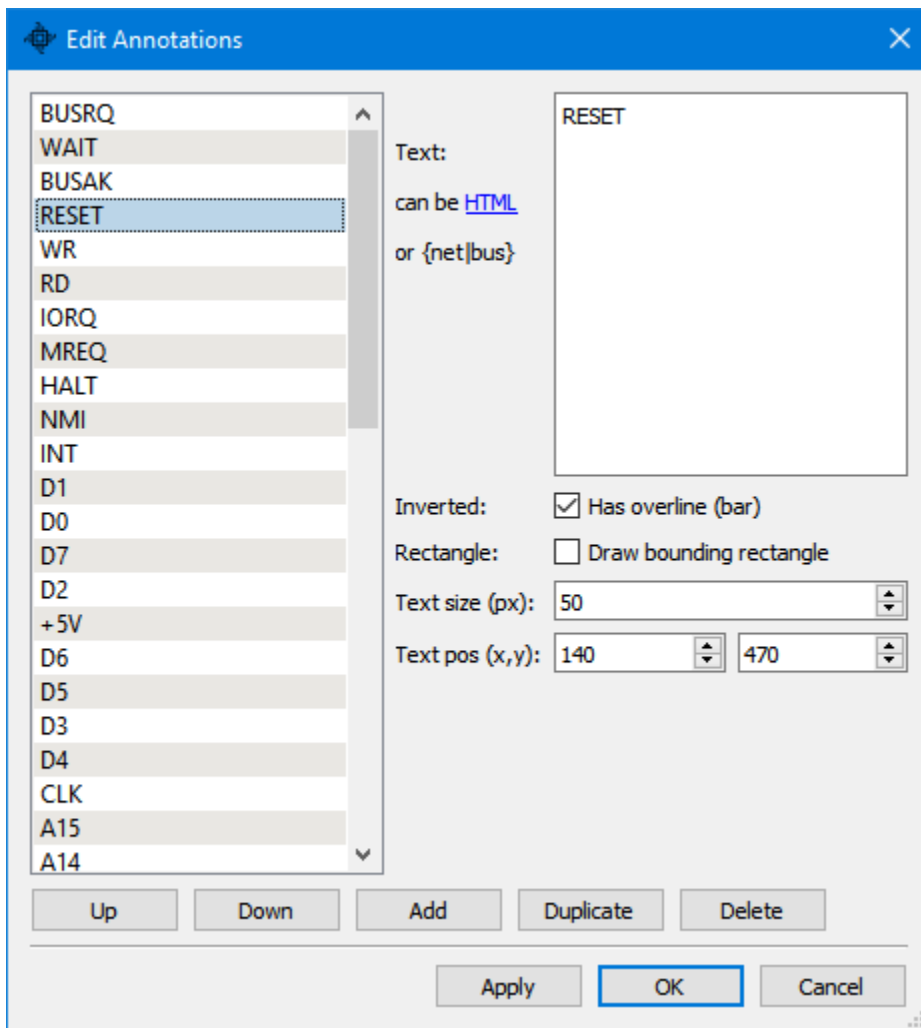 Edit Annotations
BUSRQ
WAIT
BUSAK
RESET
WR
RD
IORQ
MREQ
HALT
NMI
INT
D1
D0
D7
D2
+5V
D6
D5
D3
D4
CLK
A15
A14
Text:
can be HTML
or {net|bus}
RESET
Inverted: Has overline (bar)
Rectangle: Draw bounding rectangle
Text size (px): 50
Text pos (x,y): 140 470
Up Down Add Duplicate Delete
Apply OK Cancel